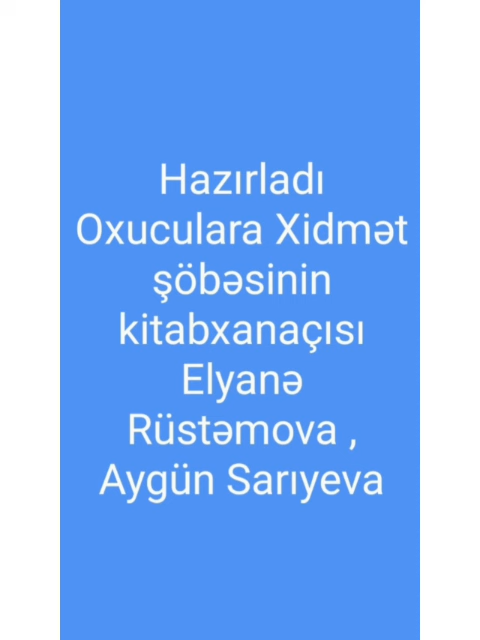 Hazırladı
Oxuculara Xidmət
şöbəsinin
kitabxanaçısı
Elyanə
Rüstəmova ,
Aygün Sarıyeva